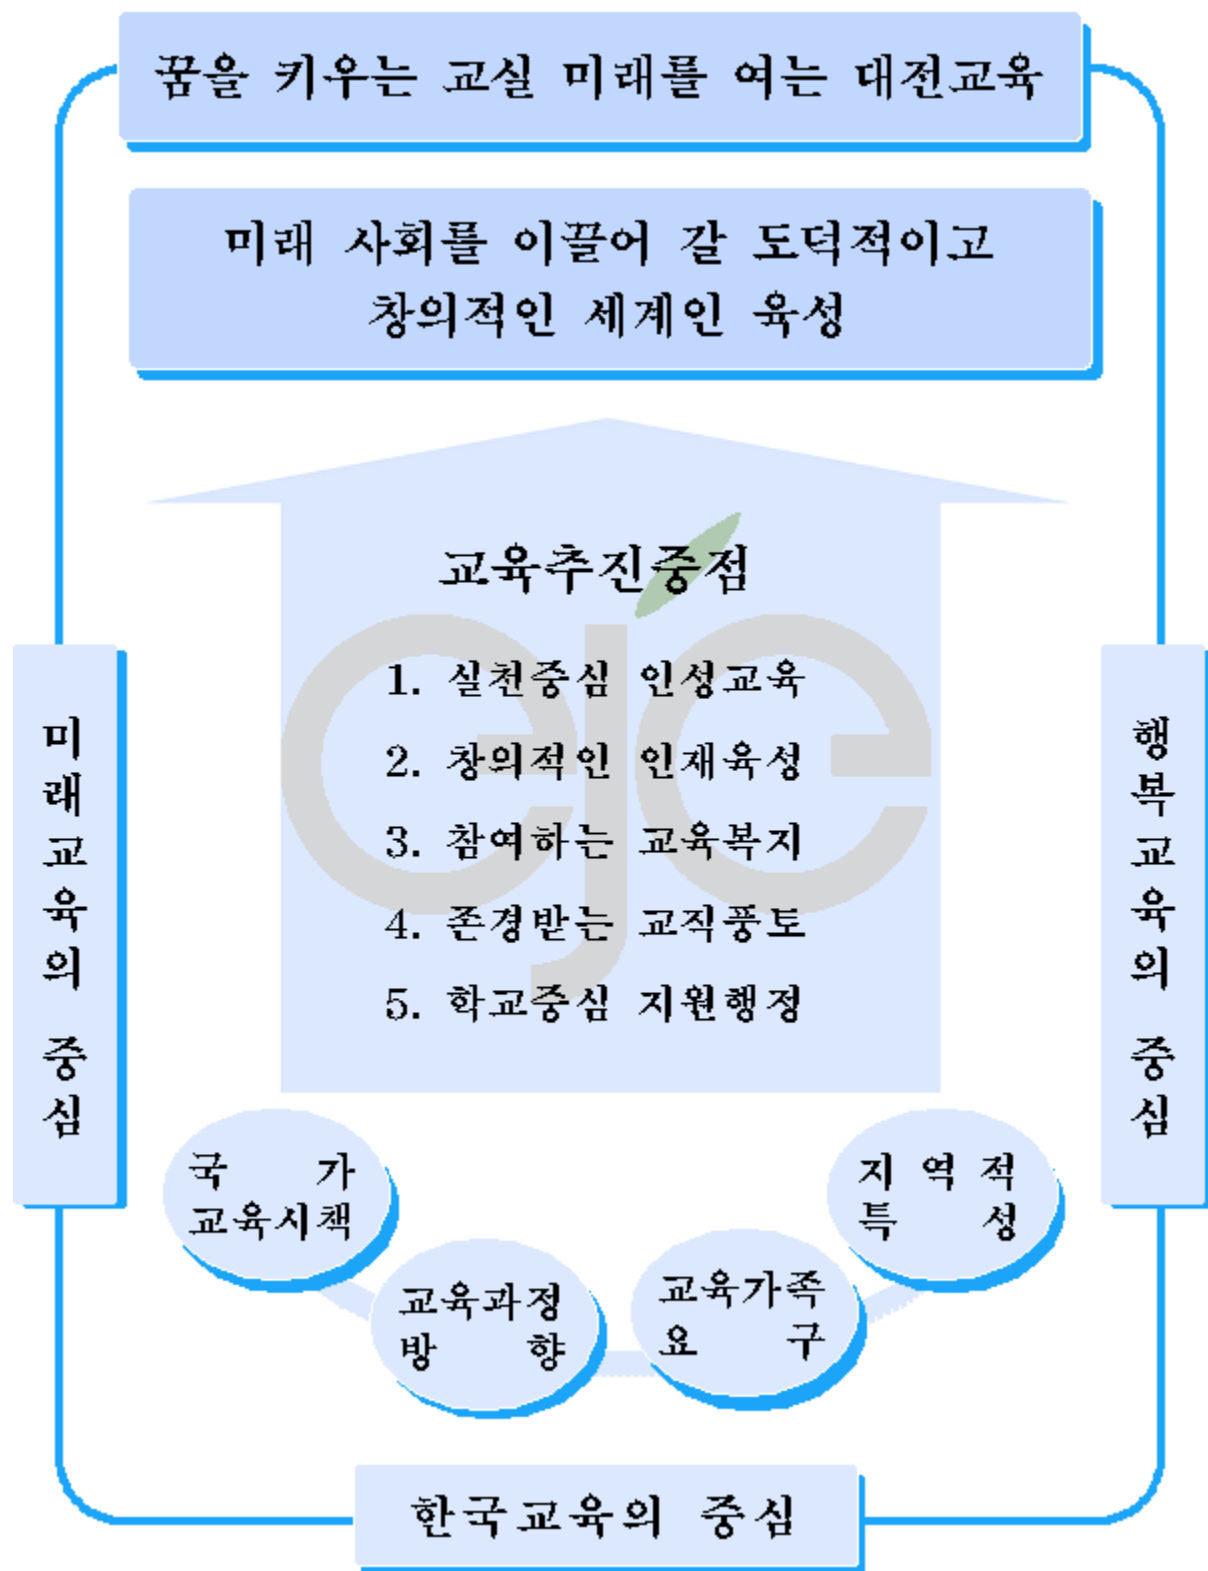 꿈을 키우는 교실 미래를 여는 대전교육
미래 사회를 이끌어 갈 도덕적이고
창의적인 세계인 육성
교육추진중점
1. 실천중심 인성교육
2. 창의적인 인재육성
3. 참여하는 교육복지
4. 존경받는 교직풍토
5. 학교중심 지원행정
미래교육의 중심
행복교육의 중심
국 가
교육시책
교육과정
방 향
교육가족
요 구
지 역 적
특 성
한국교육의 중심